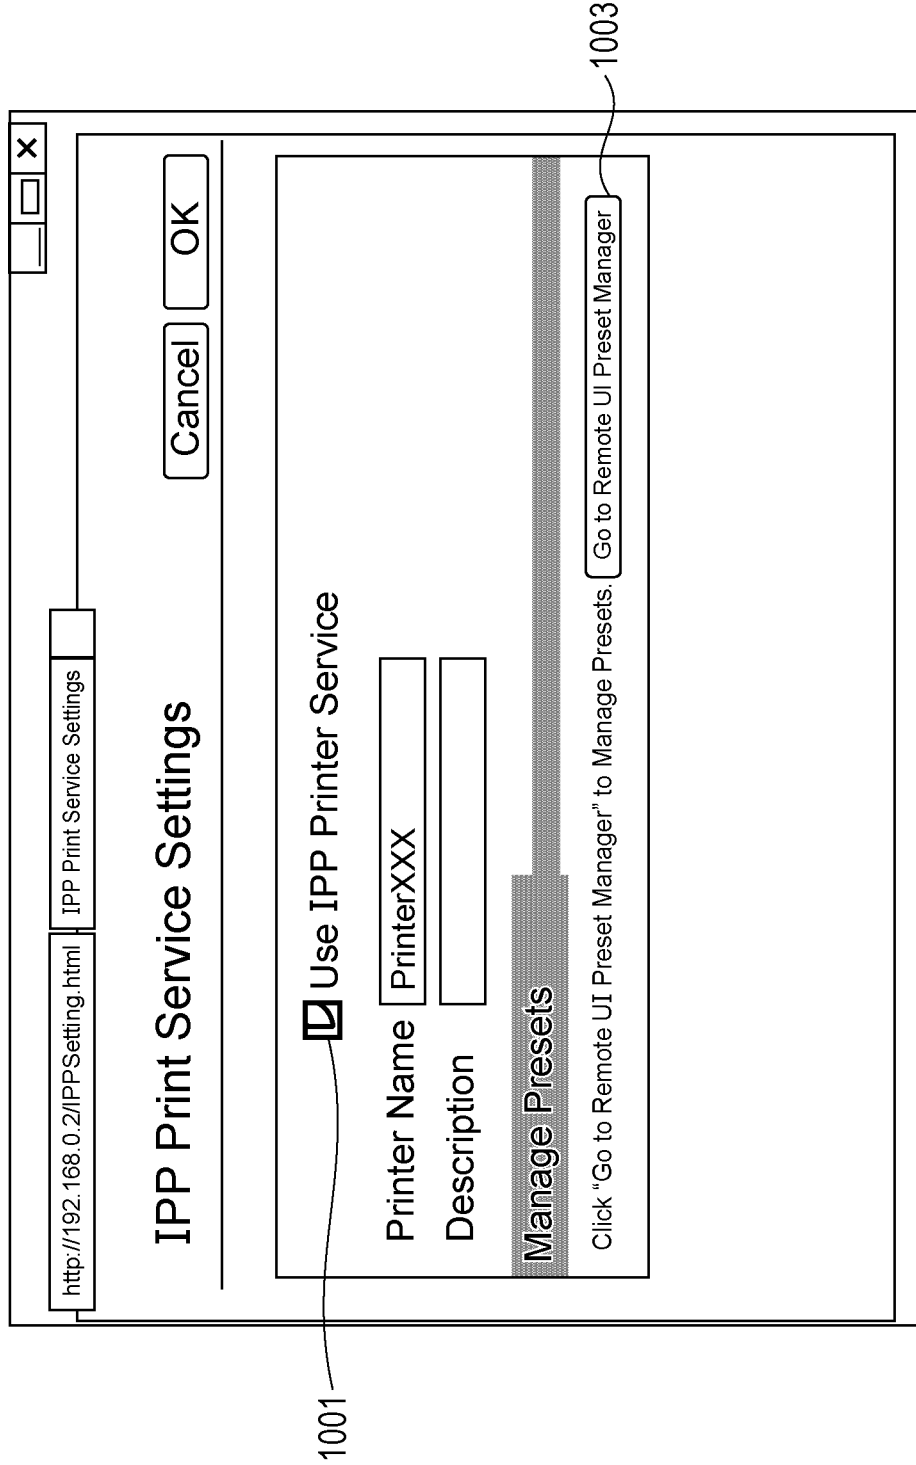 http://192.168.0.2/IPPSetting.html IPP Print Service Settings
IPP Print Service Settings
Cancel OK
Use IPP Printer Service
Printer Name PrinterXXX
Description
Manage Presets
Click “Go to Remote UI Preset Manager” to Manage Presets. Go to Remote UI Preset Manager
1001
1003